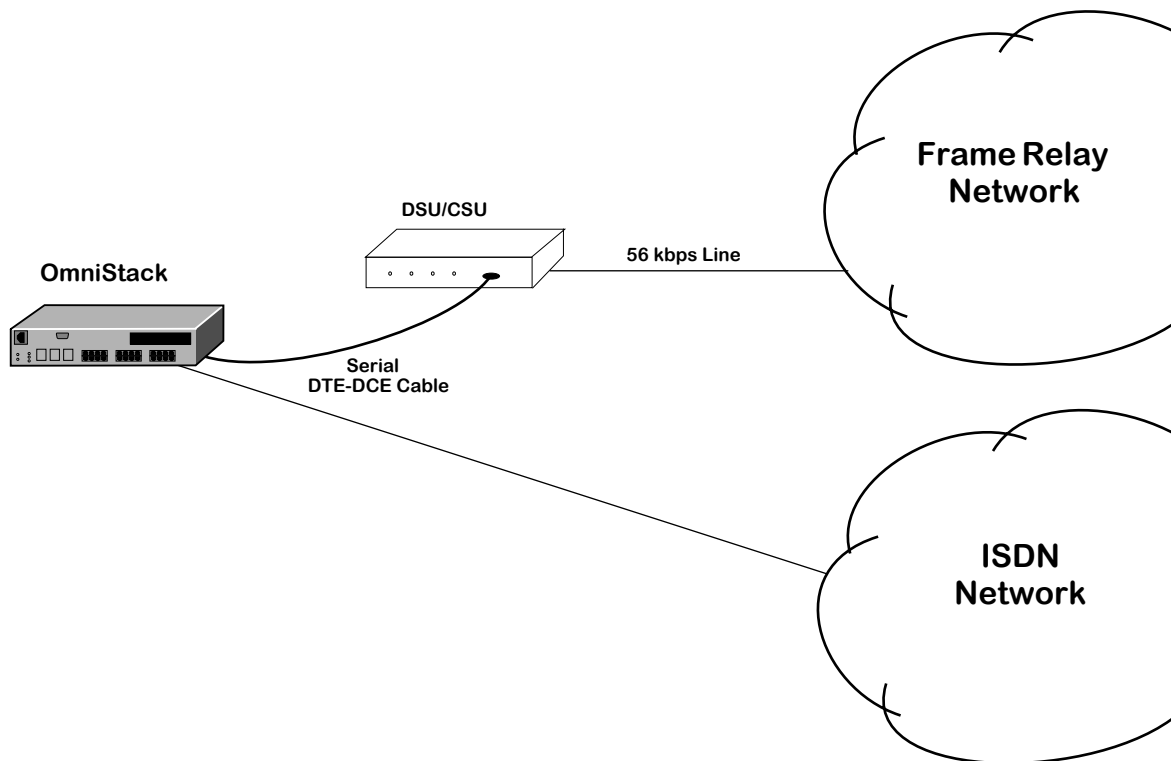 Frame Relay
Network
DSU/CSU
56 kbps Line
OmniStack
Serial
DTE-DCE Cable
ISDN
Network